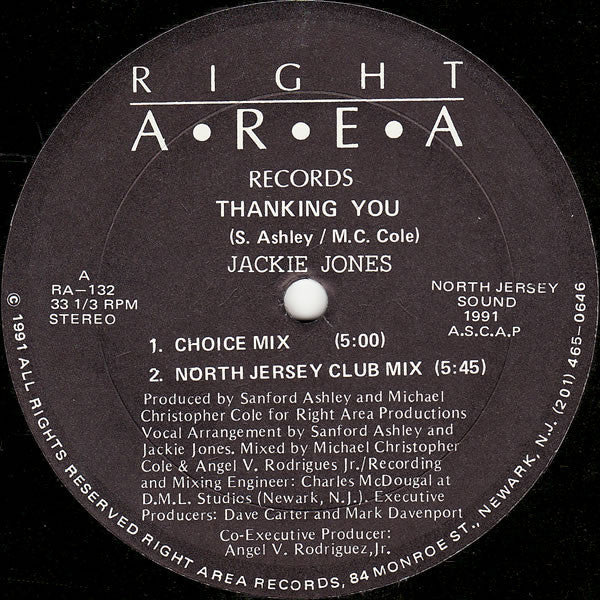 RIGHT
A•R•E•A
RECORDS
THANKING YOU
(S. Ashley / M.C. Cole)
JACKIE JONES
A
RA-132
33 1/3 RPM
STEREO
NORTH JERSEY
SOUND
1991
A.S.C.A.P
1. CHOICE MIX (5:00)
2. NORTH JERSEY CLUB MIX (5:45)
Produced by Sanford Ashley and Michael
Christopher Cole for Right Area Productions
Vocal Arrangement by Sanford Ashley and
Jackie Jones. Mixed by Michael Christopher
Cole & Angel V. Rodrigues Jr./Recording
and Mixing Engineer: Charles McDougal at
D.M.L. Studies (Newark, N.J.). Executive
Producers: Dave Carter and Mark Davenport
Co-Executive Producer:
Angel V. Rodriguez,Jr.
© 1991 ALL RIGHTS RESERVED RIGHT AREA RECORDS, 84 MONROE ST., NEWARK, N.J. (201) 465-0646